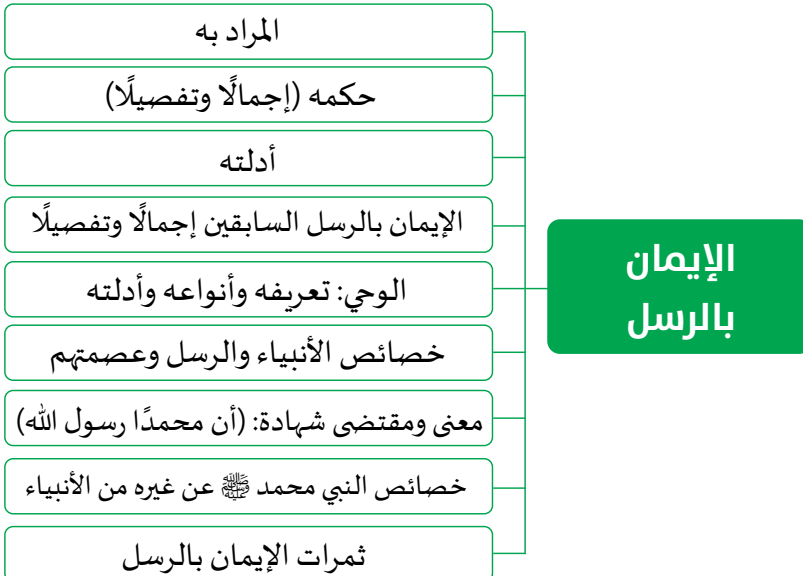 الإيمان
بالرسل
المراد به
حكمه (إجمالًا وتفصيلًا)
أدلته
الإيمان بالرسل السابقين إجمالًا وتفصيلًا
الوحي: تعريفه وأنواعه وأدلته
خصائص الأنبياء والرسل وعصمتهم
معنى ومقتضى شهادة: (أن محمدًا رسول الله)
خصائص النبي محمد ﷺ عن غيره من الأنبياء
ثمرات الإيمان بالرسل